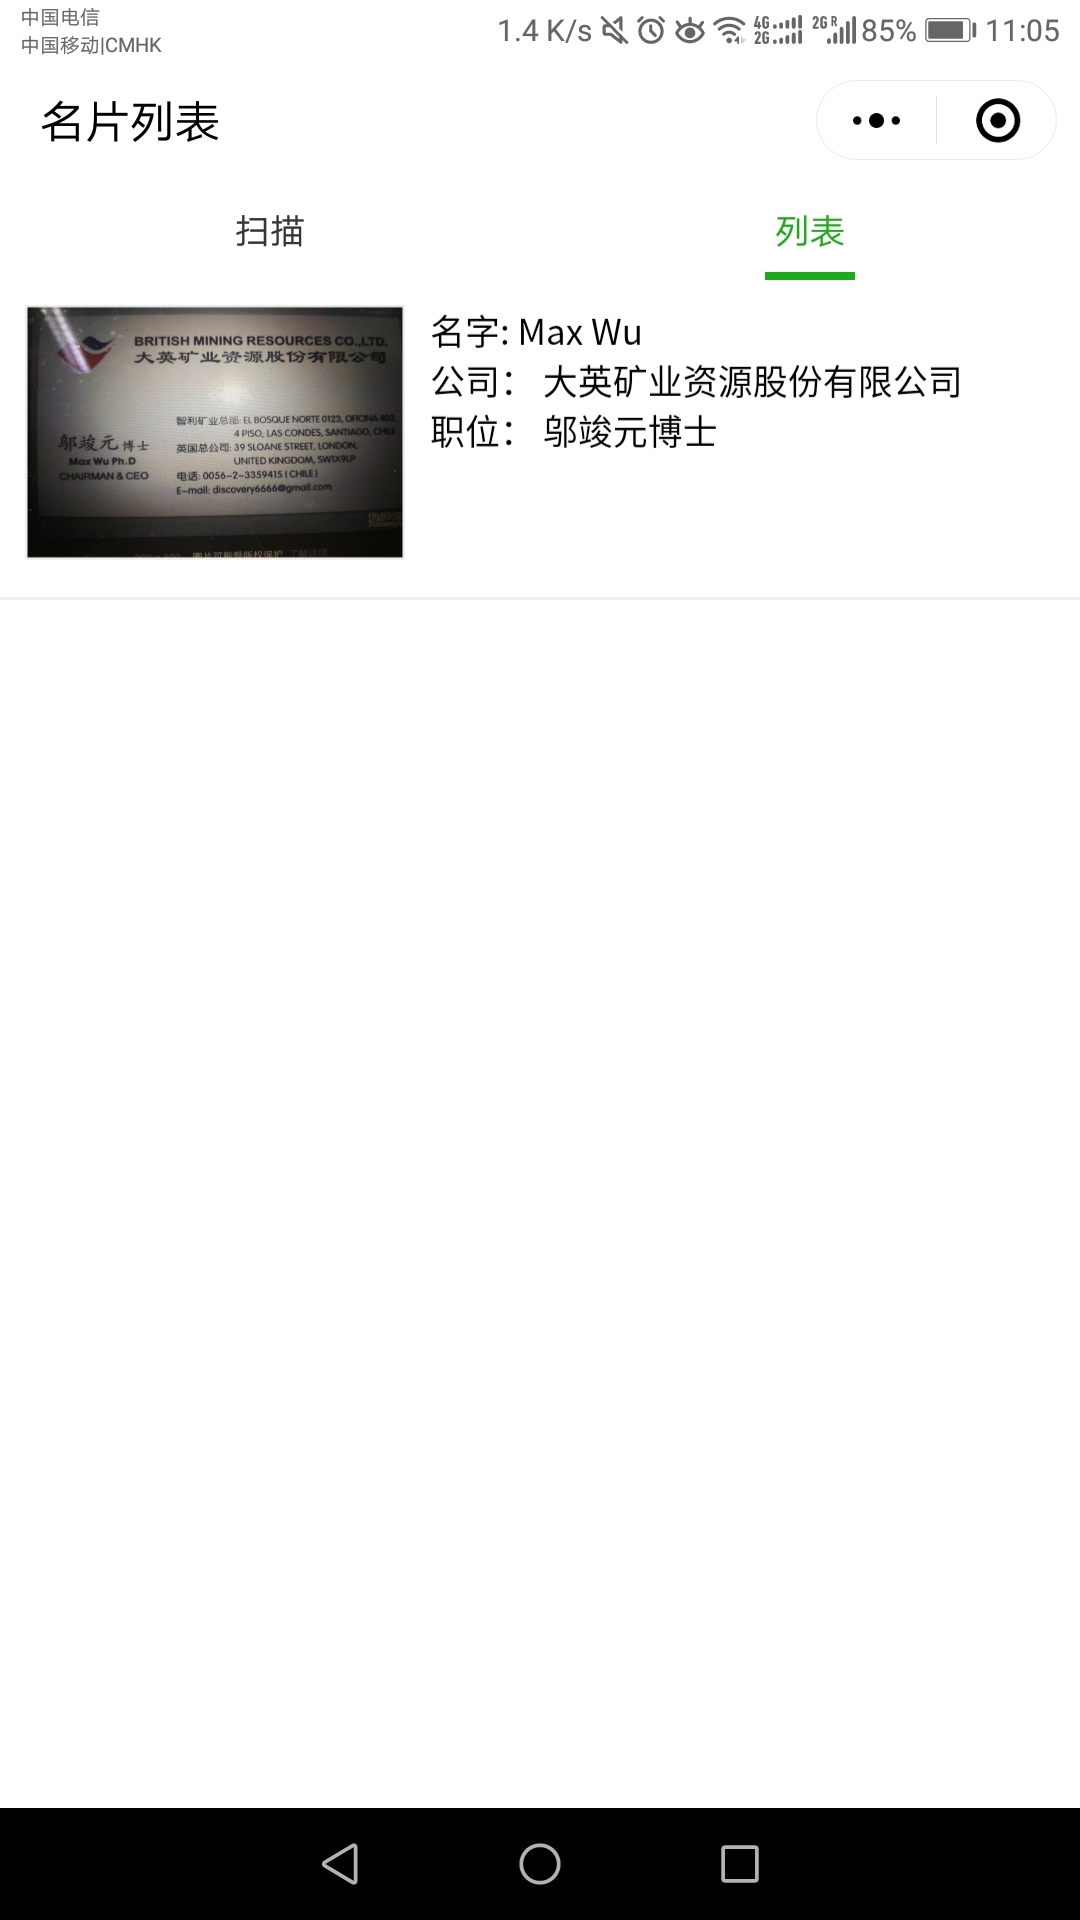 中国电信
中国移动|CMHK
1.4 K/s
4G
2G
2G R
85%
11:05
名片列表
扫描
列表
BRITISH MINING RESOURCES CO.,LTD.
大英矿业资源股份有限公司
智利矿业总部: EL BOSQUE NORTE 0123, OFICINA 403,
4 PISO, LAS CONDES, SANTIAGO, CHILE
英国总公司: 39 SLOANE STREET, LONDON,
UNITED KINGDOM, SW1X9LP
电话: 0056-2-3359415 ( CHILE )
E-mail: discovery6666@gmail.com
邬竣元 博士
Max Wu Ph.D
CHAIRMAN & CEO
图片可能受版权保护 了解详情
名字: Max Wu
公司： 大英矿业资源股份有限公司
职位： 邬竣元博士